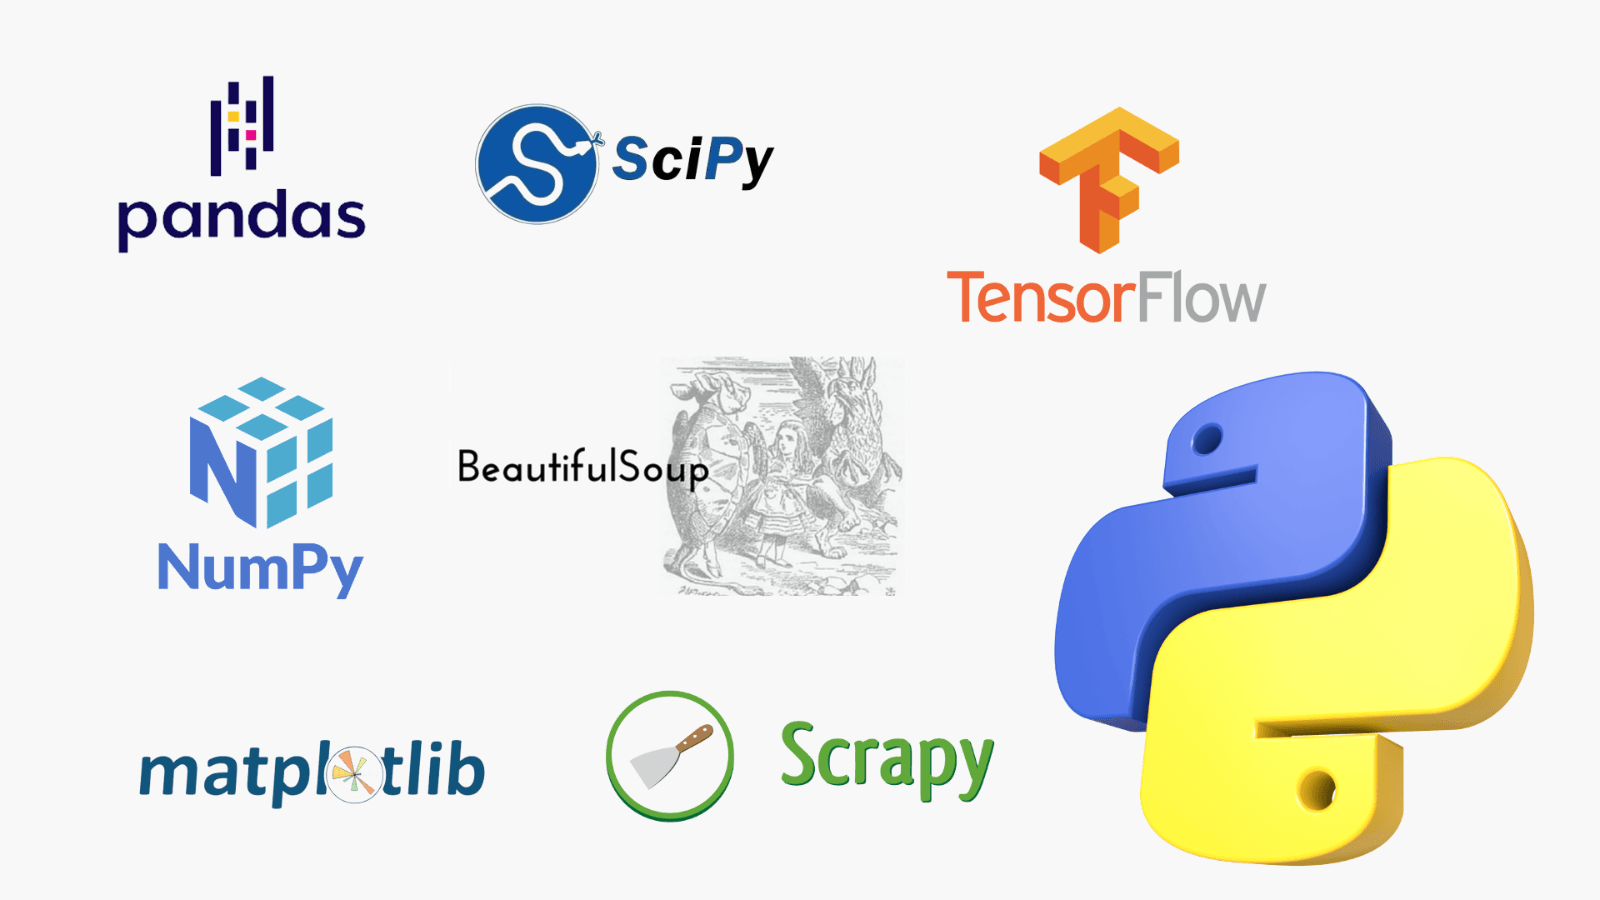 pandas
SciPy
TensorFlow
NumPy
BeautifulSoup
matplotlib
Scrapy